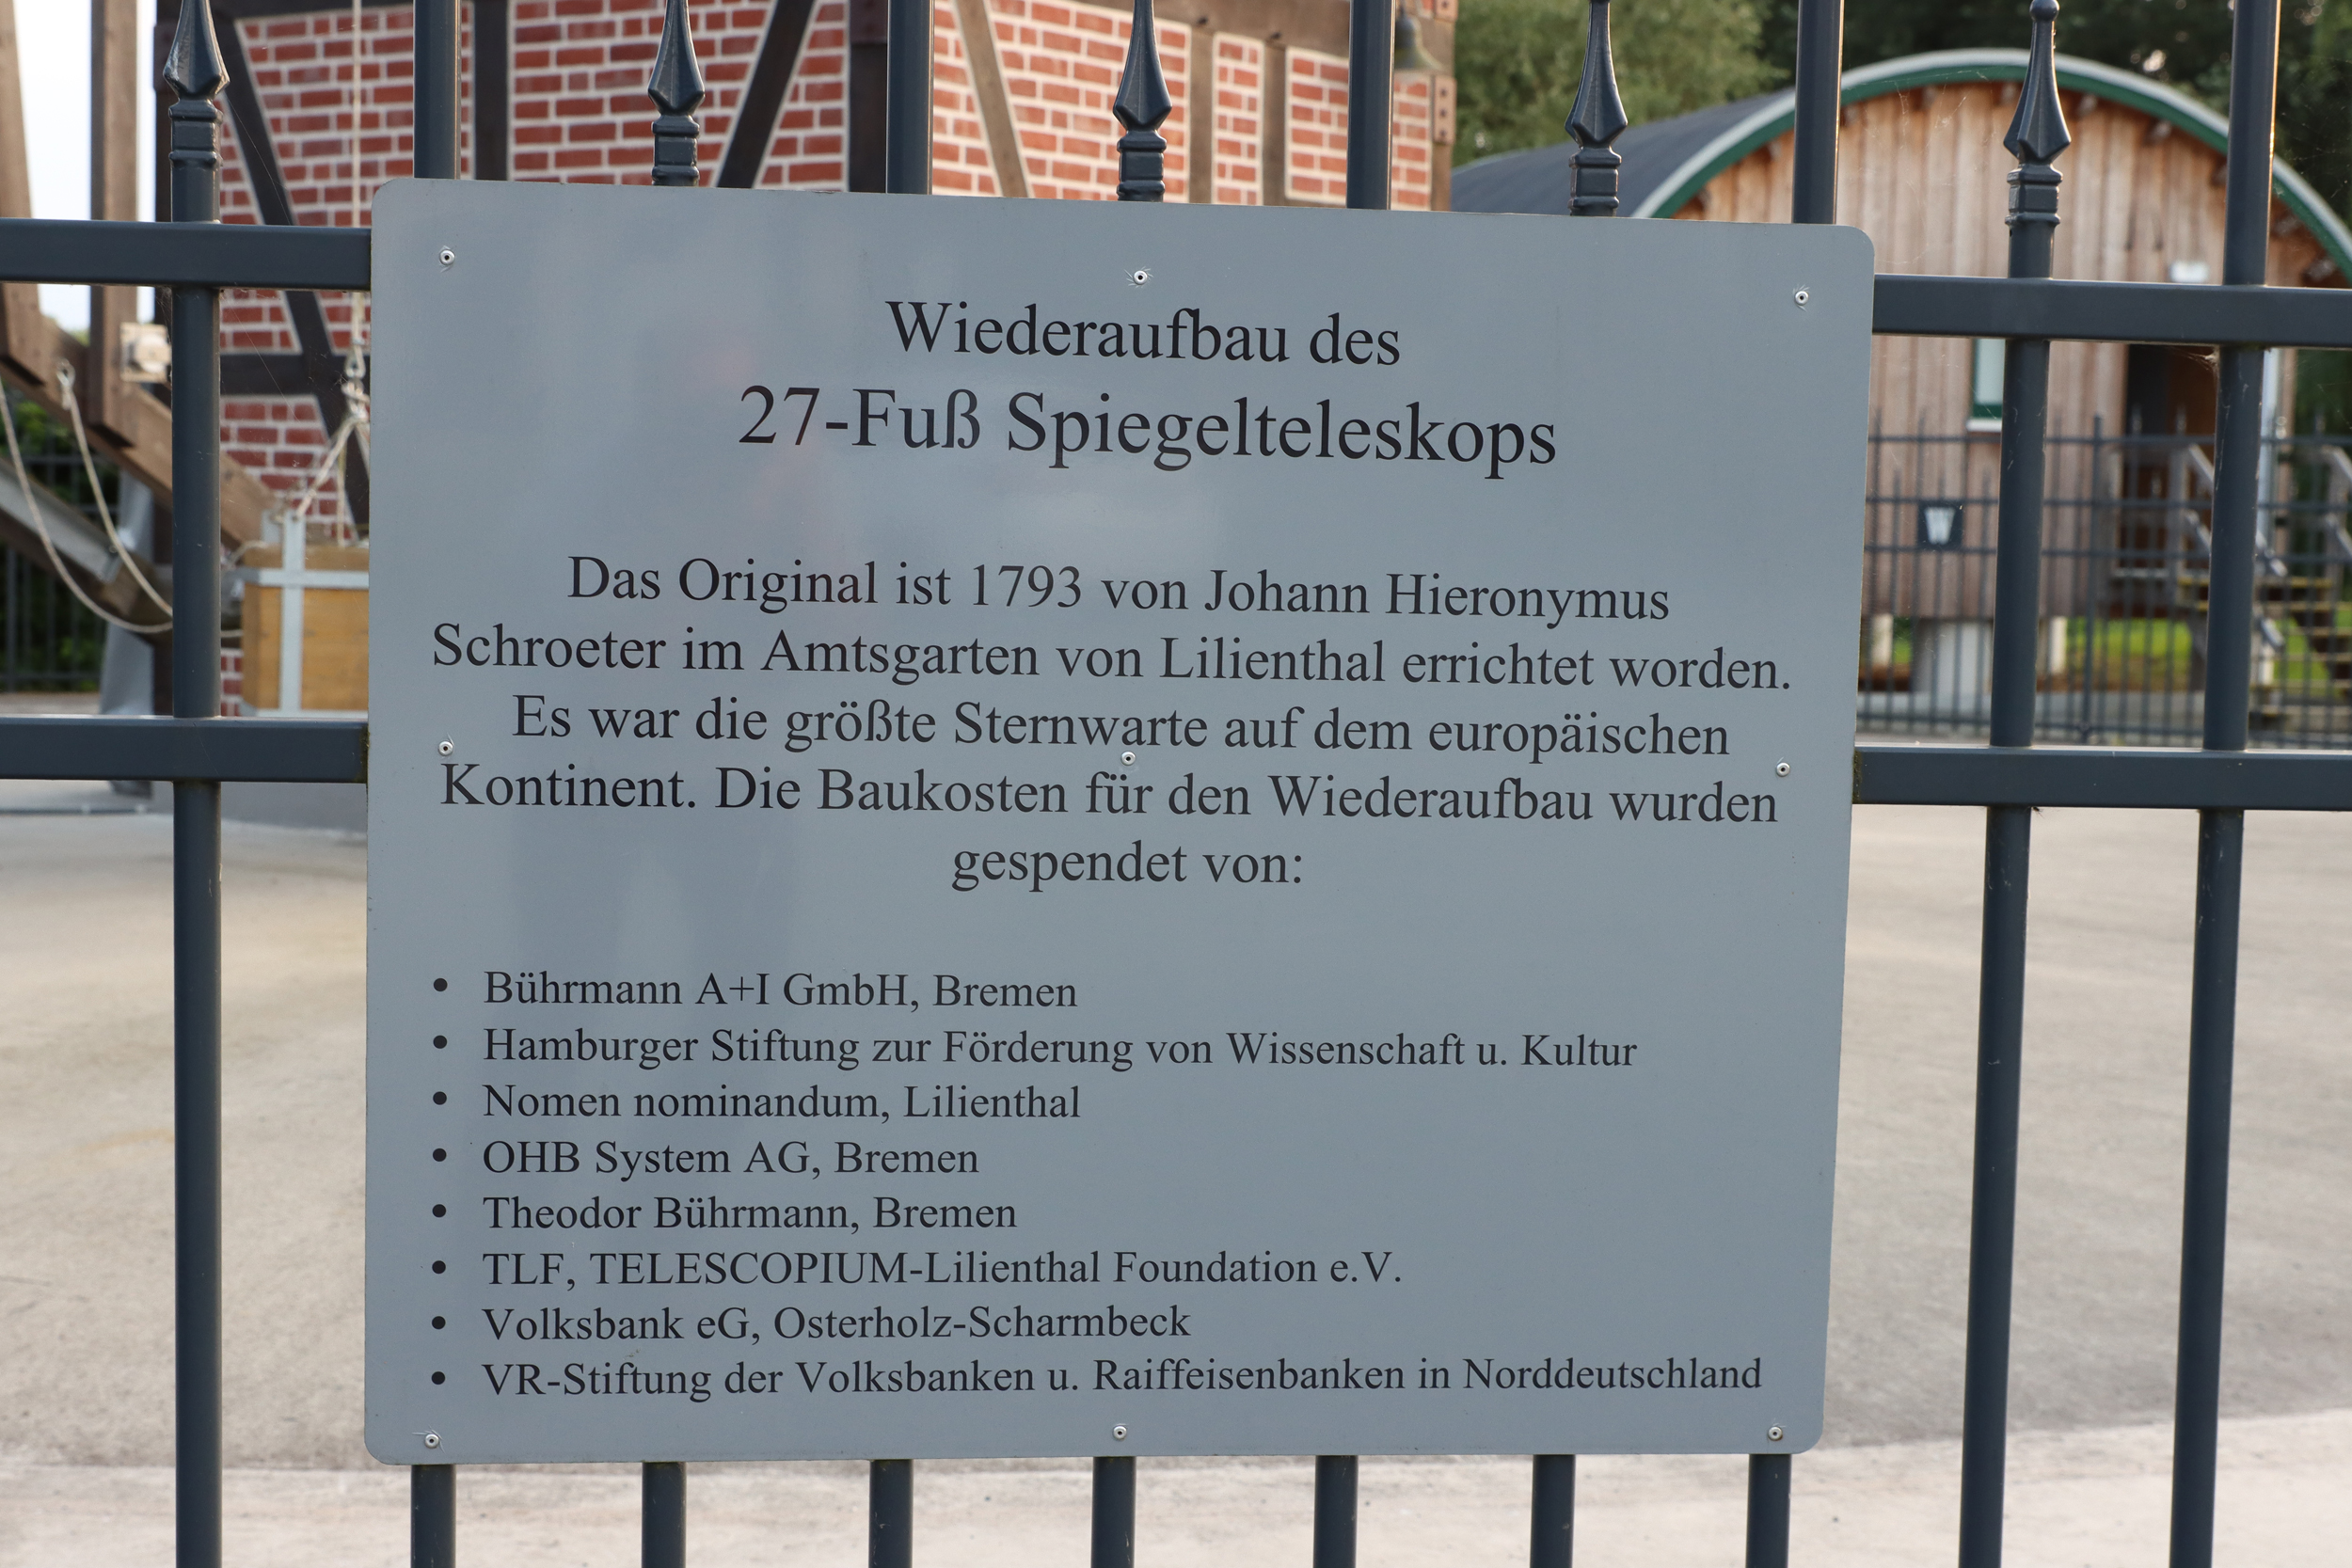 Wiederaufbau des
27-Fuß Spiegelteleskops
Das Original ist 1793 von Johann Hieronymus
Schroeter im Amtsgarten von Lilienthal errichtet worden.
Es war die größte Sternwarte auf dem europäischen
Kontinent. Die Baukosten für den Wiederaufbau wurden
gespendet von:
• Bührmann A+I GmbH, Bremen
• Hamburger Stiftung zur Förderung von Wissenschaft u. Kultur
• Nomen nominandum, Lilienthal
• OHB System AG, Bremen
• Theodor Bührmann, Bremen
• TLF, TELESCOPIUM-Lilienthal Foundation e.V.
• Volksbank eG, Osterholz-Scharmbeck
• VR-Stiftung der Volksbanken u. Raiffeisenbanken in Norddeutschland
W